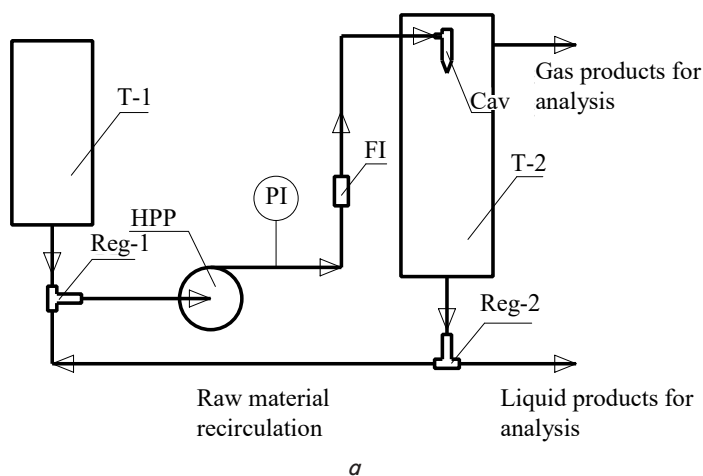 T-1
Reg-1
HPP
PI
FI
Cav
T-2
Gas products for
analysis
Reg-2
Raw material
recirculation
Liquid products for
analysis
a